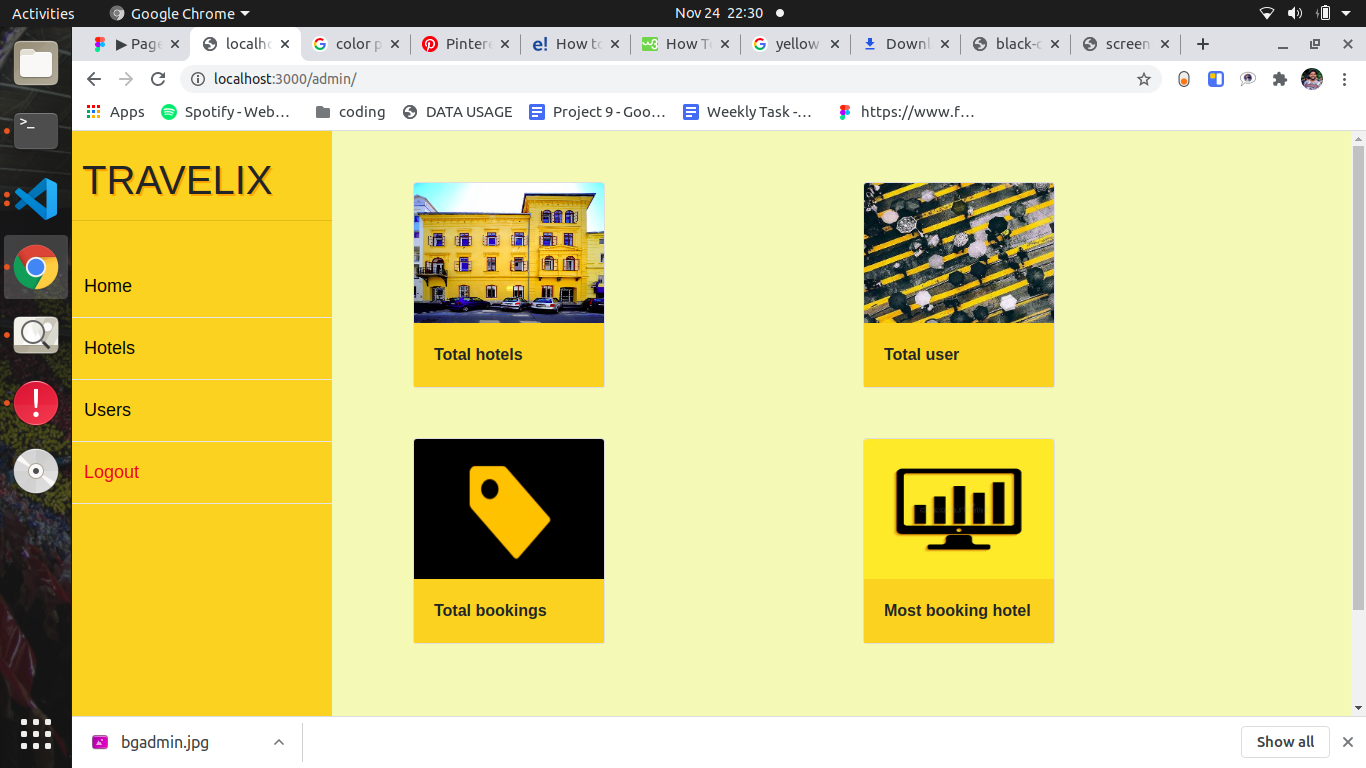 Activities
Google Chrome
Nov 24 22:30
▶ Page
localho
color p
Pintere
How to
How To
yellow
Downl
black-c
screen
localhost:3000/admin/
Apps
Spotify - Web…
coding
DATA USAGE
Project 9 - Goo…
Weekly Task -…
https://www.f…
TRAVELIX
Home
Hotels
Users
Logout
Total hotels
Total user
Total bookings
Most booking hotel
bgadmin.jpg
Show all